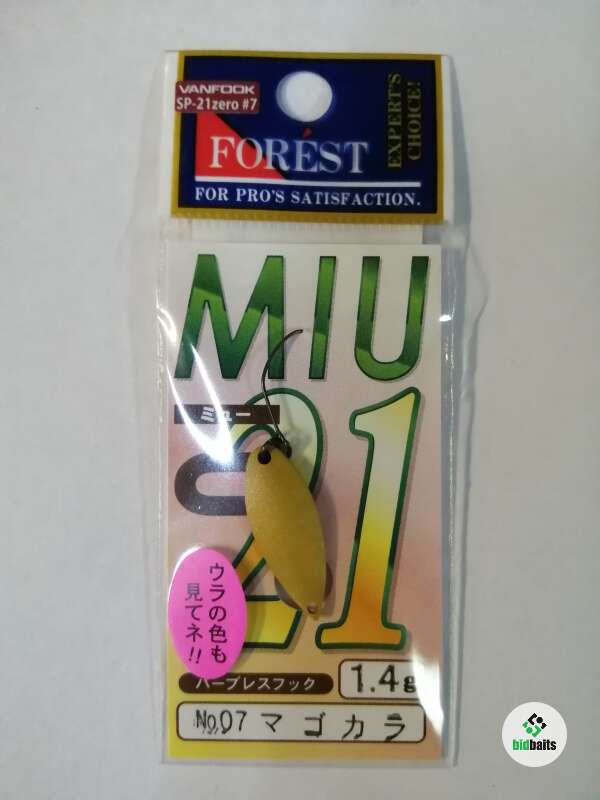 VANFOOK
SP-21zero #7
FORÉST
FOR PRO'S SATISFACTION.
EXPERT'S
CHOICE!
MIU
ミュー
21
ウラの色も
見てネ!!
バーブレスフック
1.4g
No.07 マゴカラ
bidbaits